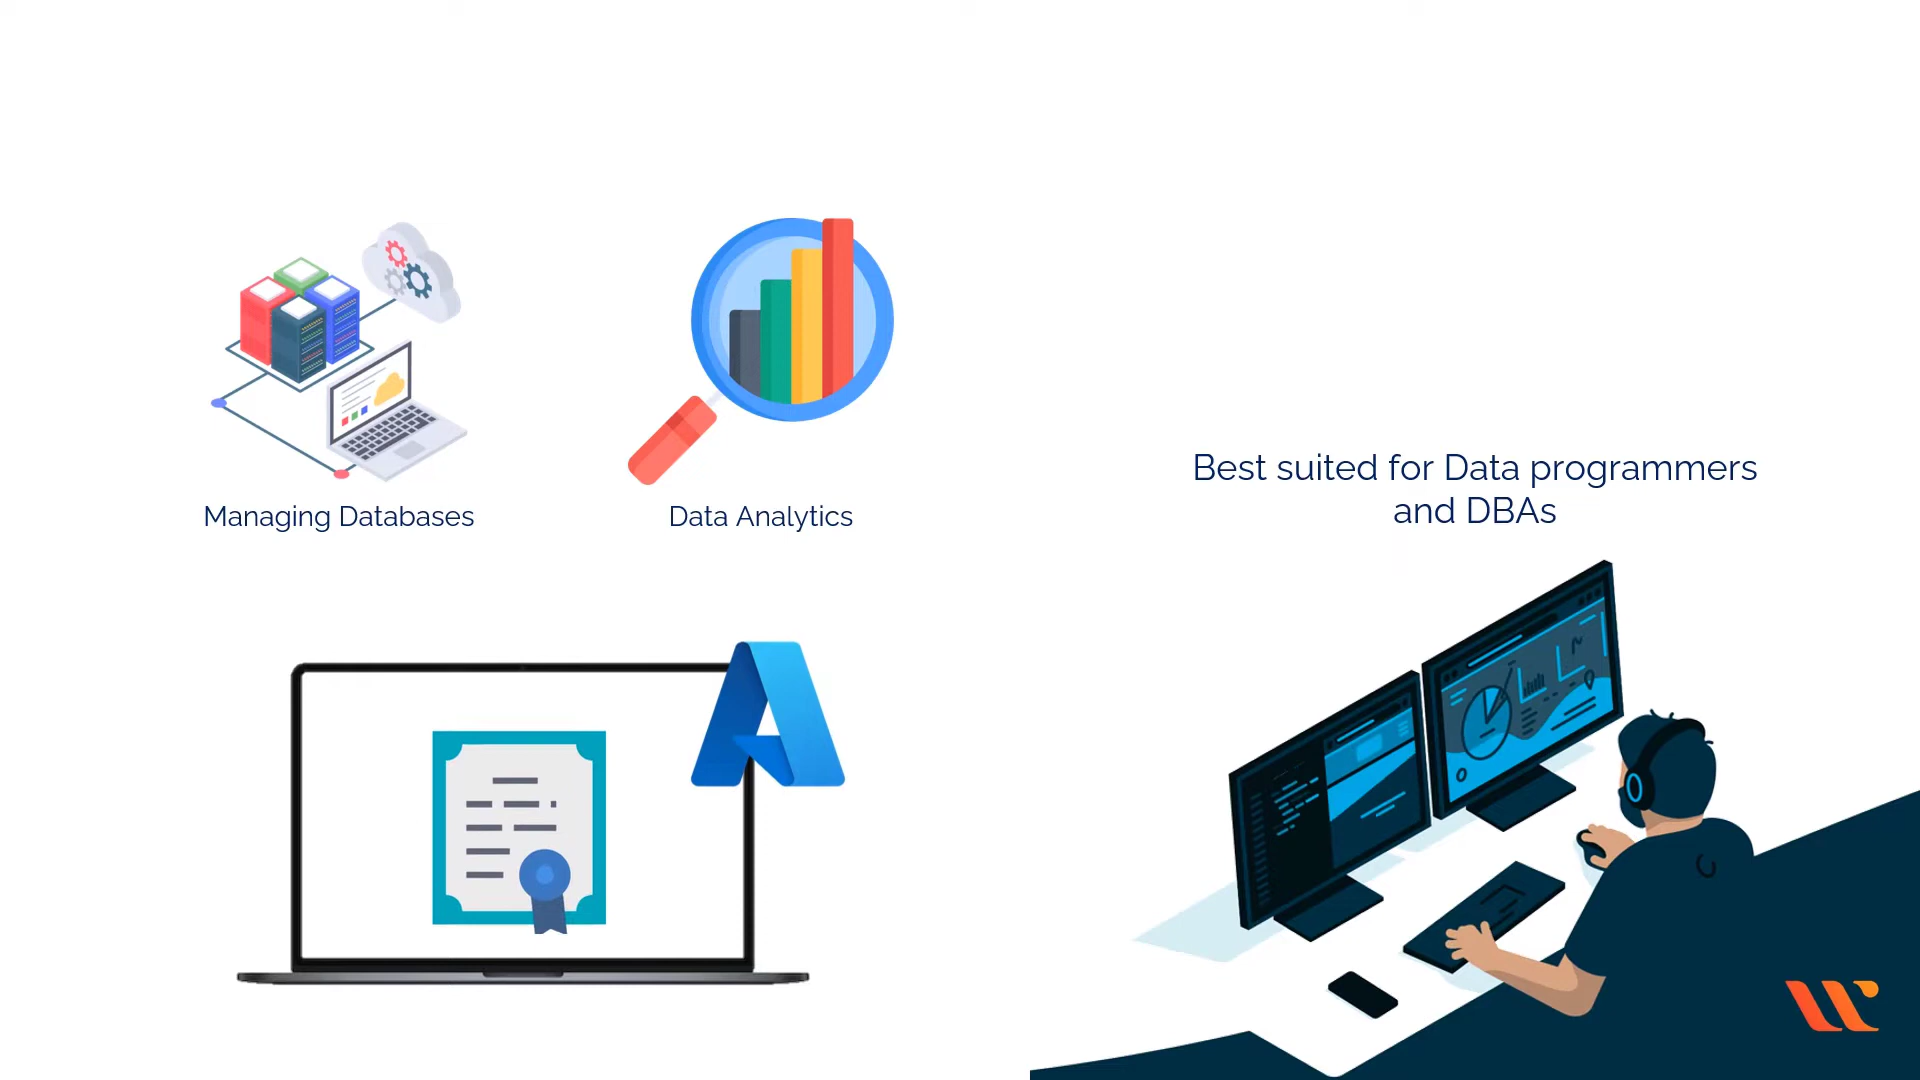 Managing Databases
Data Analytics
Best suited for Data programmers
and DBAs